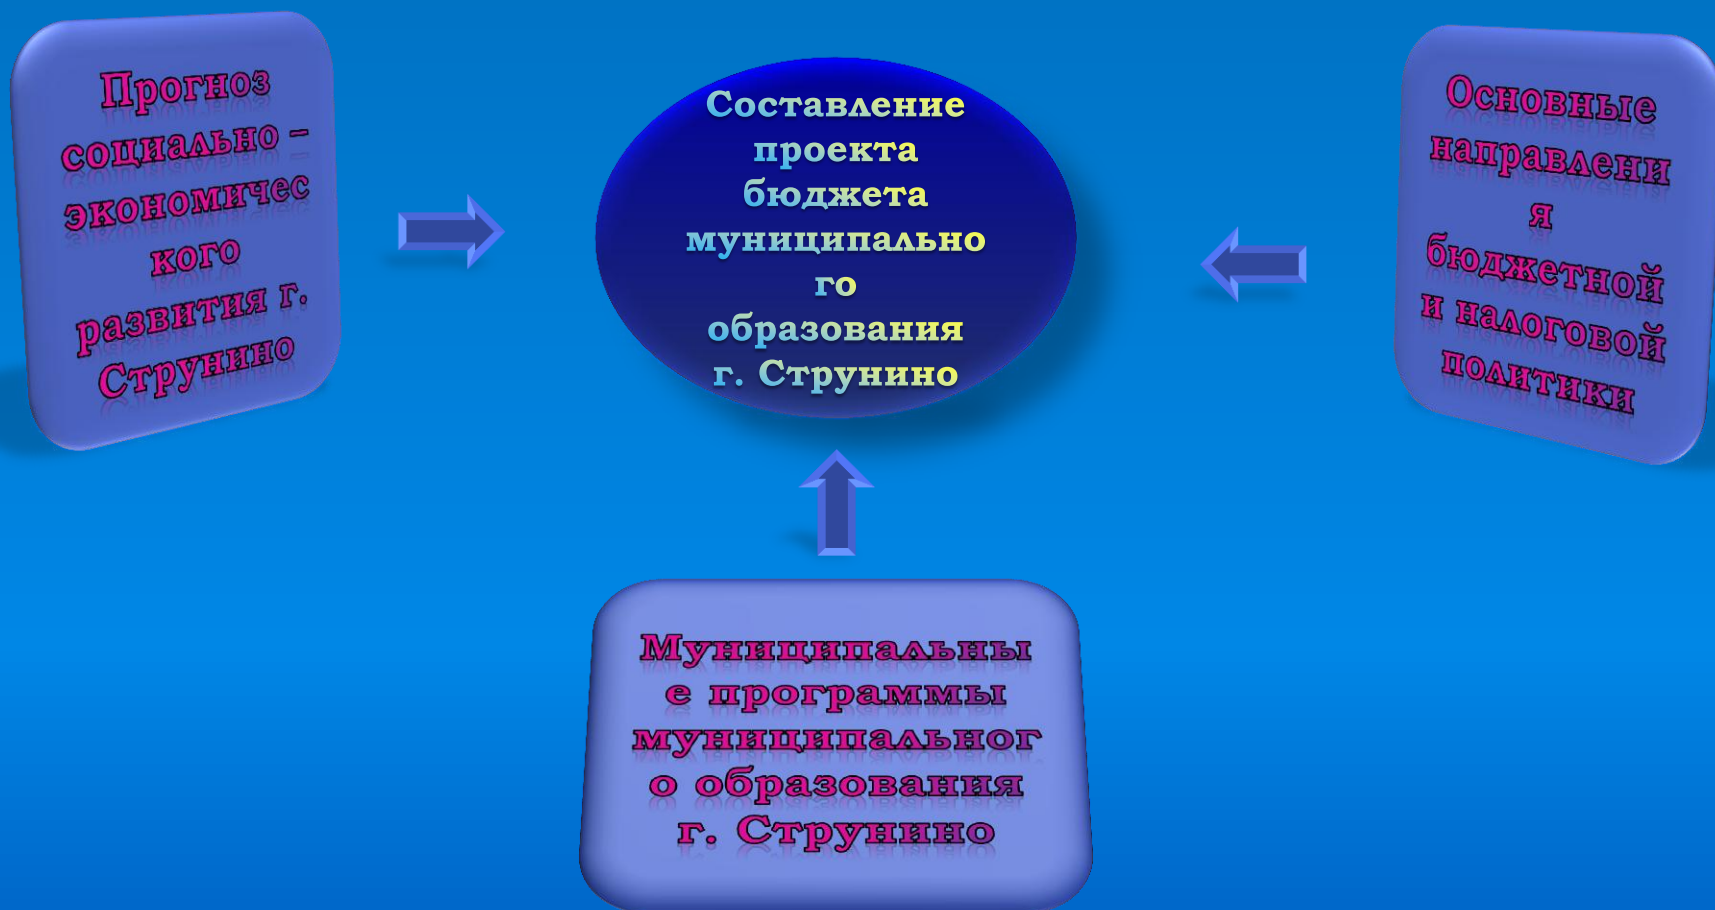 Прогноз
социально –
экономичес
кого
развития г.
Струнино
Составление
проекта
бюджета
муниципально
го
образования
г. Струнино
Основные
направлени
я
бюджетной
и налоговой
политики
Муниципальны
е программы
муниципальног
о образования
г. Струнино